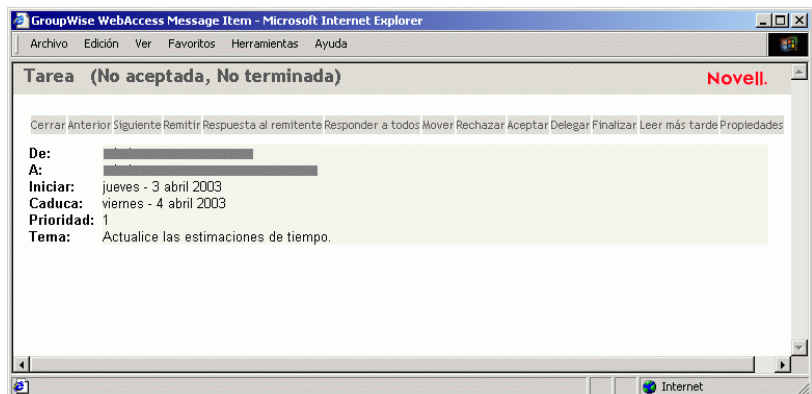 GroupWise WebAccess Message Item - Microsoft Internet Explorer
Archivo Edición Ver Favoritos Herramientas Ayuda
Tarea (No aceptada, No terminada)
Novell.
Cerrar Anterior Siguiente Remitir Respuesta al remitente Responder a todos Mover Rechazar Aceptar Delegar Finalizar Leer más tarde Propiedades
De:
A:
Iniciar: jueves - 3 abril 2003
Caduca: viernes - 4 abril 2003
Prioridad: 1
Tema: Actualice las estimaciones de tiempo.
Internet